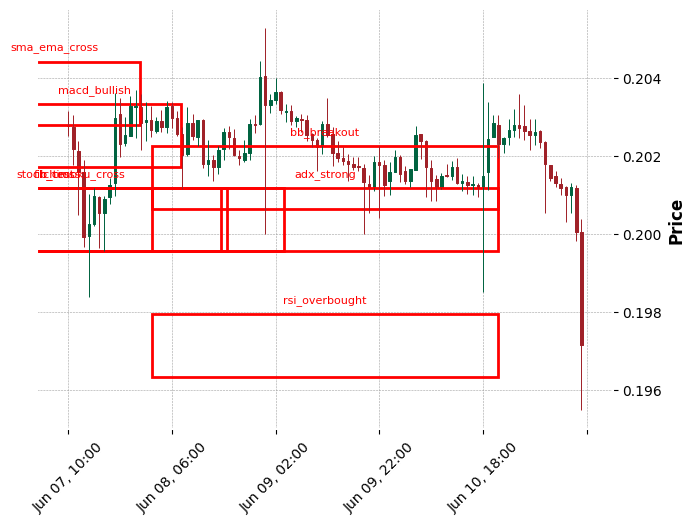 sma_ema_cross
macd_bullish
bb_breakout
adx_strong
rsi_overbought
0.204
0.202
0.200
0.198
0.196
Price
Jun 07, 10:00
Jun 08, 06:00
Jun 09, 02:00
Jun 09, 22:00
Jun 10, 18:00